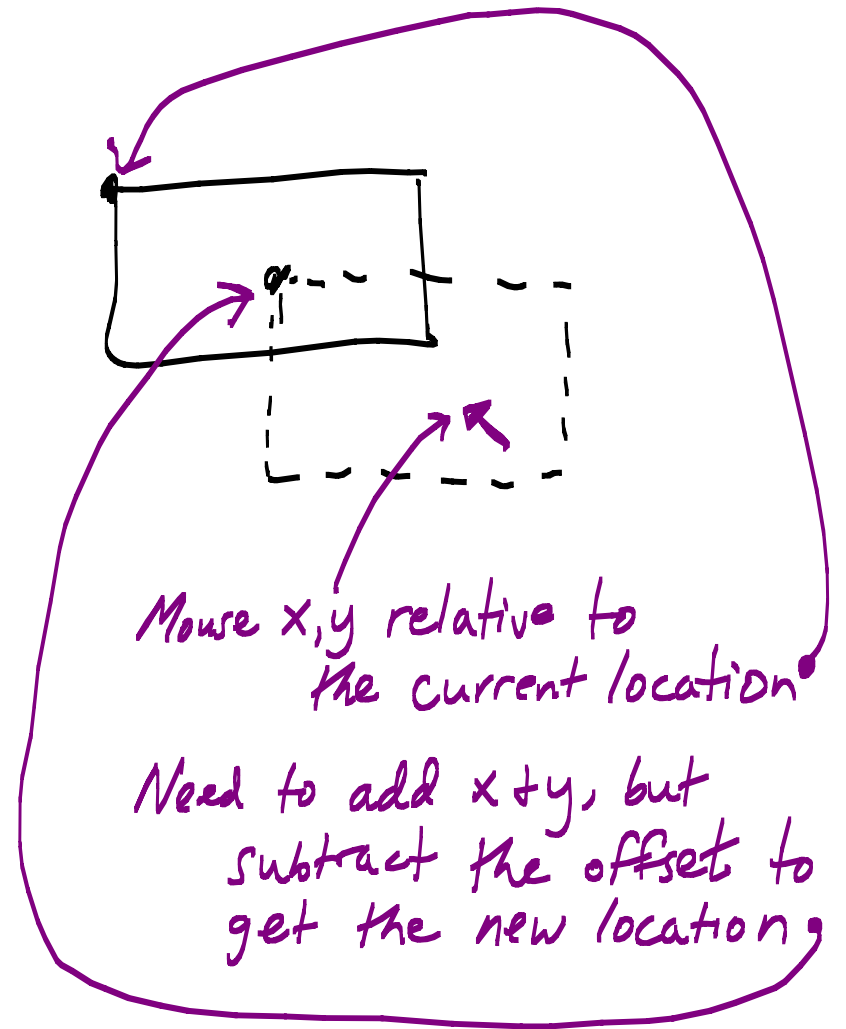 Mouse x,y relative to
the current location
Need to add x + y, but
subtract the offset to
get the new location.